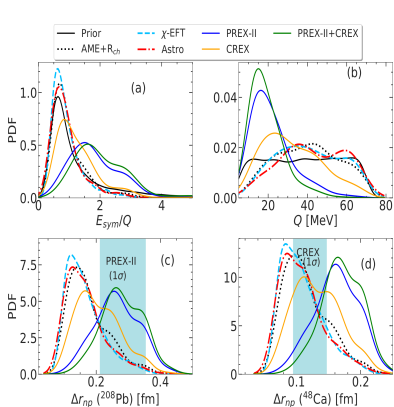 Prior
AME+R_ch
χ-EFT
Astro
PREX-II
CREX
PREX-II+CREX
(a)
PDF
1.0
0.5
0.0
0 2 4
E_sym/Q
(b)
0.04
0.02
0.00
20 40 60 80
Q [MeV]
(c)
PREX-II
(1σ)
PDF
7.5
5.0
2.5
0.0
0.2 0.4
Δr_np (²⁰⁸Pb) [fm]
(d)
CREX
(1σ)
10
5
0
0.1 0.2
Δr_np (⁴⁸Ca) [fm]